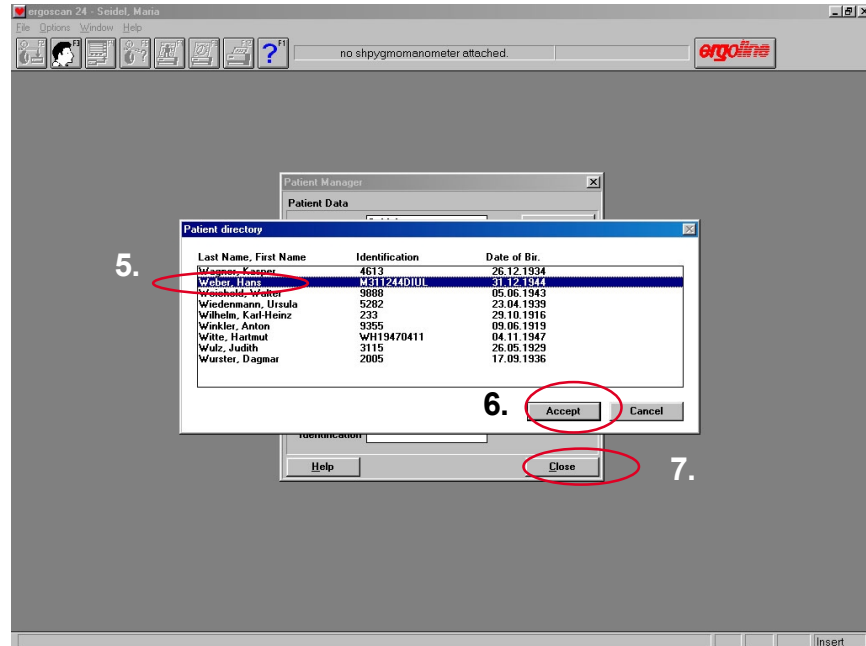 ergoscan 24 - Seidel, Maria
File Options Window Help
F3 F1 no shpygmomanometer attached. ergoline
Patient Manager
Patient Data
Patient directory
Last Name, First Name Identification Date of Bir.
5.
Wagner, Kasper 4613 26.12.1934
Weber, Hans M311244DIUL 31.12.1944
Weichold, Walter 9888 05.06.1943
Wiedenmann, Ursula 5282 23.04.1939
Wilhelm, Karl-Heinz 233 29.10.1916
Winkler, Anton 9355 09.06.1919
Witte, Hartmut WH19470411 04.11.1947
Wulz, Judith 3115 26.05.1929
Wurster, Dagmar 2005 17.09.1936
6. Accept Cancel
Identification
Help Close 7.
Insert